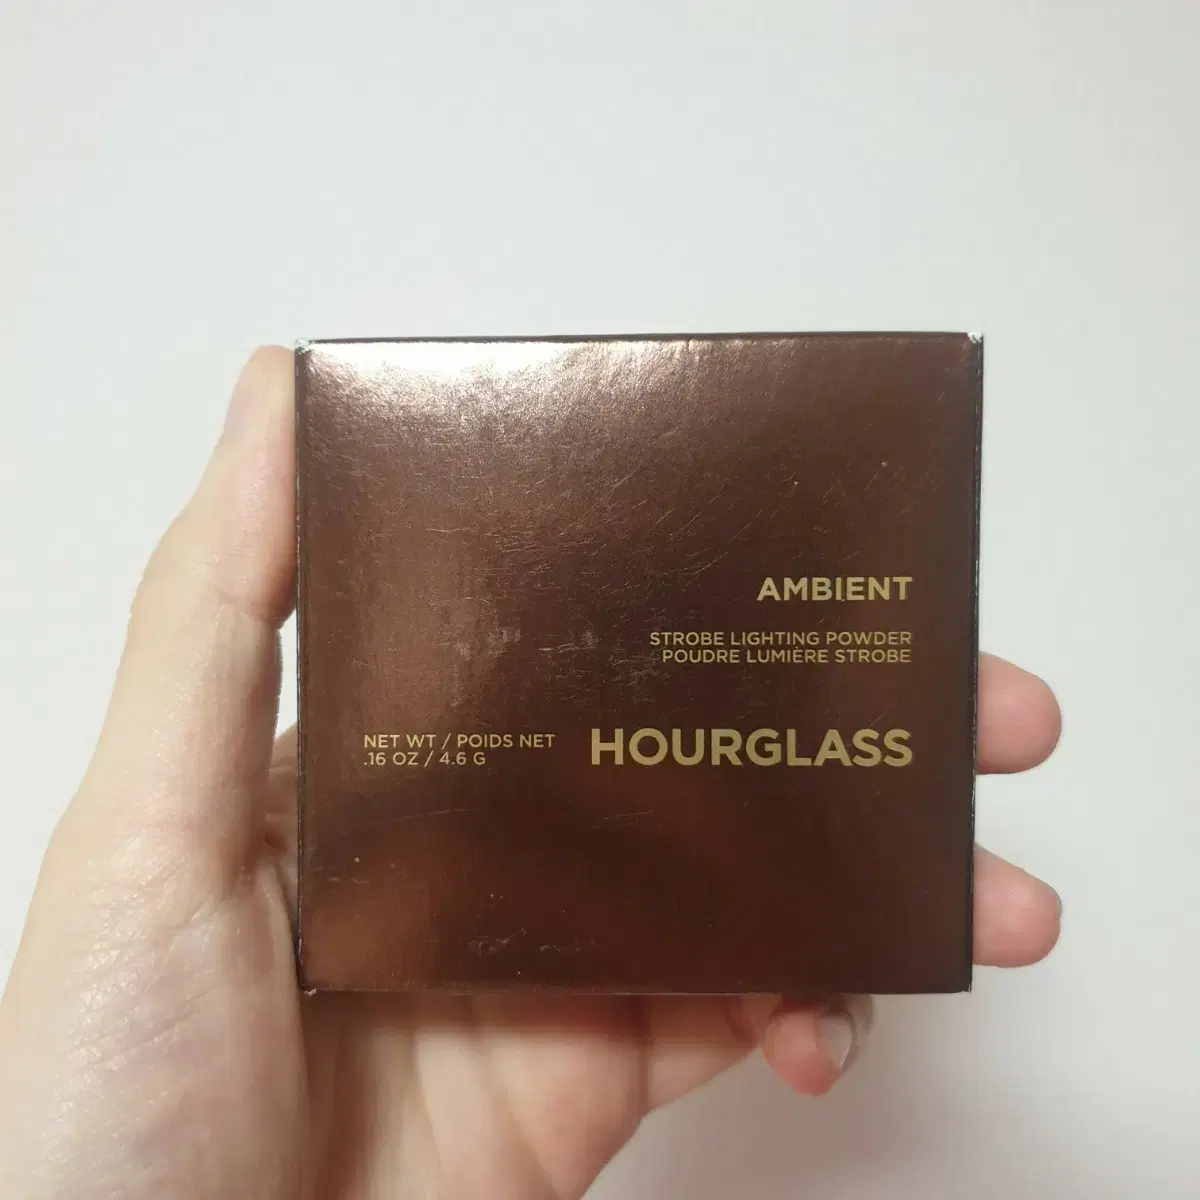 AMBIENT
STROBE LIGHTING POWDER
POUDRE LUMIÈRE STROBE
NET WT / POIDS NET
.16 OZ / 4.6 G
HOURGLASS